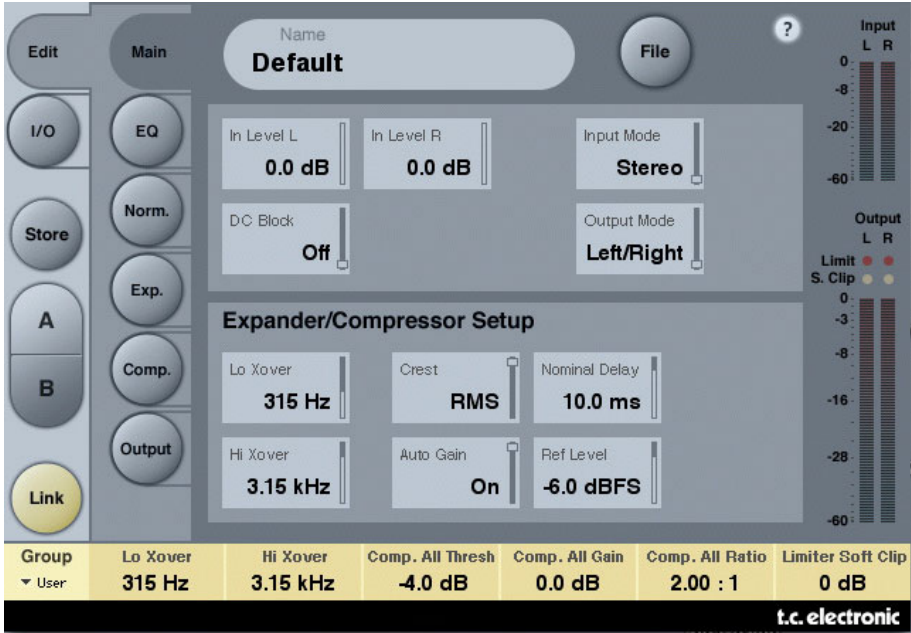 Edit
Main
Name
Default
File
?
Input
L R
0
-8
-20
-60
I/O
EQ
In Level L
0.0 dB
In Level R
0.0 dB
Input Mode
Stereo
Store
Norm.
DC Block
Off
Output Mode
Left/Right
Output
L R
Limit
S. Clip
0
-3
-8
-16
-28
-60
Exp.
A
B
Comp.
Output
Link
Expander/Compressor Setup
Lo Xover
315 Hz
Crest
RMS
Nominal Delay
10.0 ms
Hi Xover
3.15 kHz
Auto Gain
On
Ref Level
-6.0 dBFS
Group
User
Lo Xover
315 Hz
Hi Xover
3.15 kHz
Comp. All Thresh
-4.0 dB
Comp. All Gain
0.0 dB
Comp. All Ratio
2.00 : 1
Limiter Soft Clip
0 dB
t.c. electronic